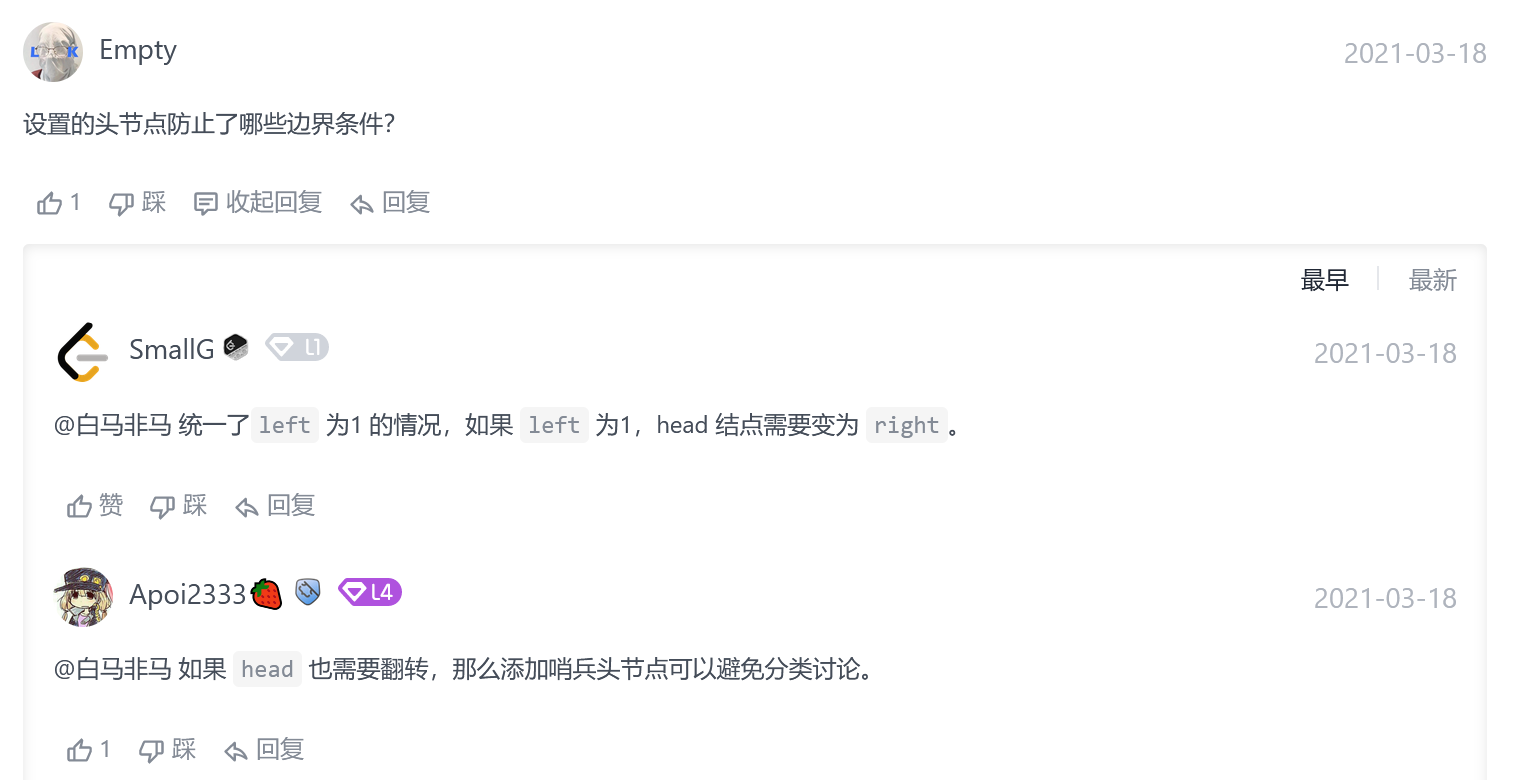 Empty
2021-03-18
设置的头节点防止了哪些边界条件?
1 踩 收起回复 回复
最早 最新
SmallG L1
2021-03-18
@白马非马 统一了 left 为1 的情况，如果 left 为1，head 结点需要变为 right 。
赞 踩 回复
Apoi2333 L4
2021-03-18
@白马非马 如果 head 也需要翻转，那么添加哨兵头节点可以避免分类讨论。
1 踩 回复